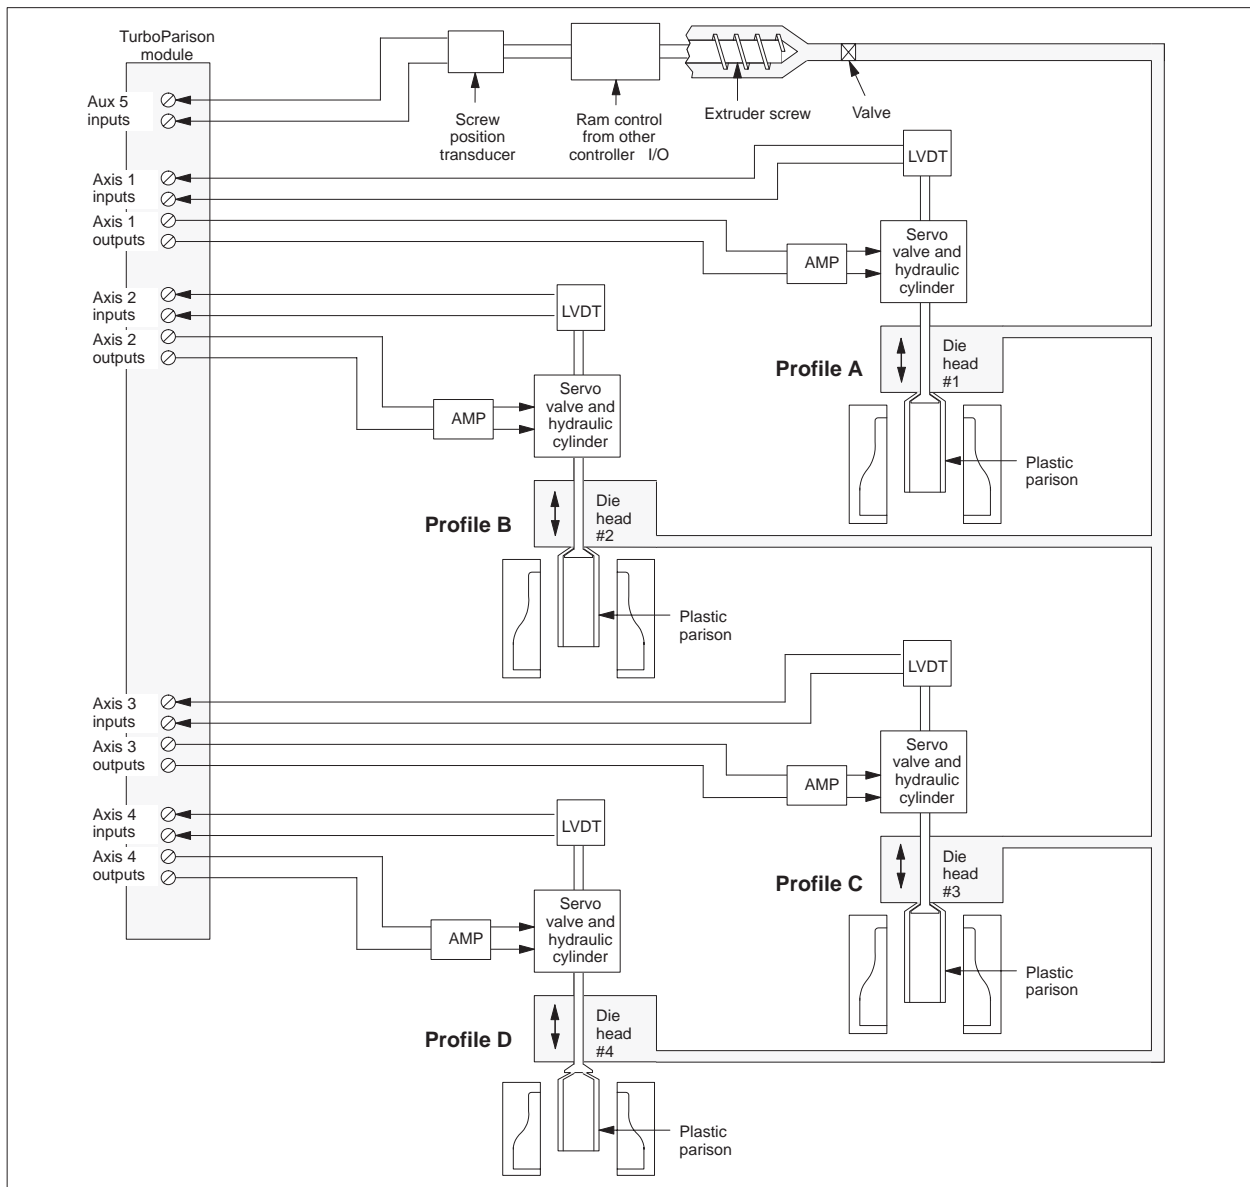 TurboParison
module
Aux 5
inputs
Screw
position
transducer
Ram control
from other
controller I/O
Extruder screw
Valve
Axis 1
inputs
Axis 1
outputs
LVDT
AMP
Servo
valve and
hydraulic
cylinder
Axis 2
inputs
Axis 2
outputs
LVDT
AMP
Servo
valve and
hydraulic
cylinder
Profile A
Die
head
#1
Plastic
parison
Profile B
Die
head
#2
Plastic
parison
Axis 3
inputs
Axis 3
outputs
LVDT
AMP
Servo
valve and
hydraulic
cylinder
Axis 4
inputs
Axis 4
outputs
LVDT
AMP
Servo
valve and
hydraulic
cylinder
Profile C
Die
head
#3
Plastic
parison
Profile D
Die
head
#4
Plastic
parison